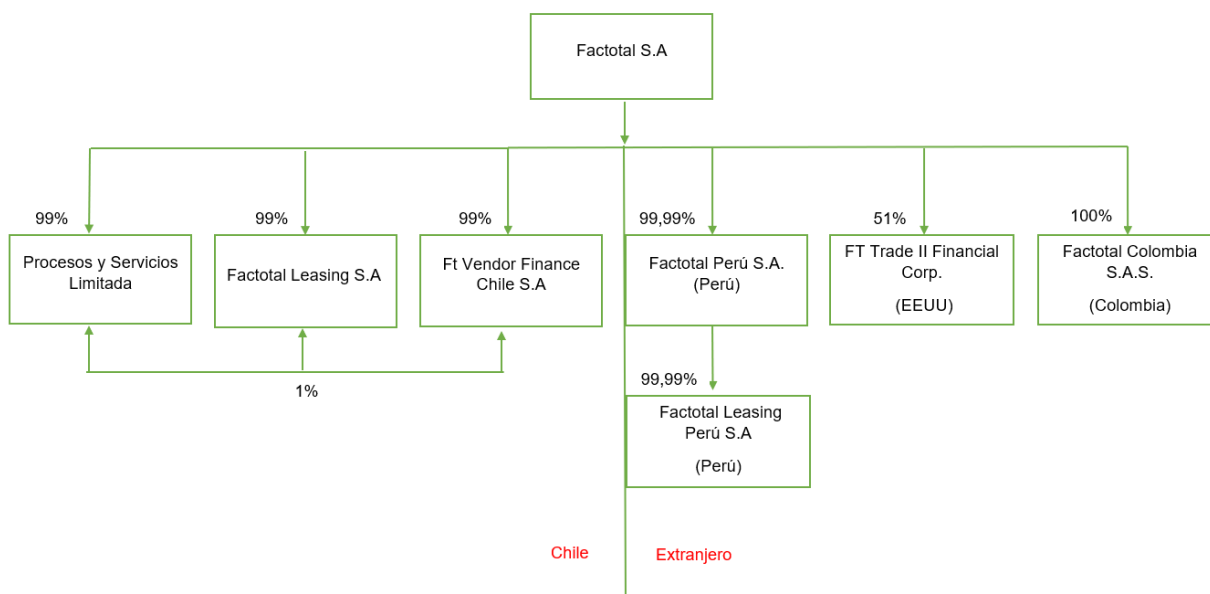 Factotal S.A
99%
99%
99%
99,99%
51%
100%
Procesos y Servicios
Limitada
Factotal Leasing S.A
Ft Vendor Finance
Chile S.A
Factotal Perú S.A.
(Perú)
FT Trade II Financial
Corp.
(EEUU)
Factotal Colombia
S.A.S.
(Colombia)
1%
99,99%
Factotal Leasing
Perú S.A
(Perú)
Chile
Extranjero